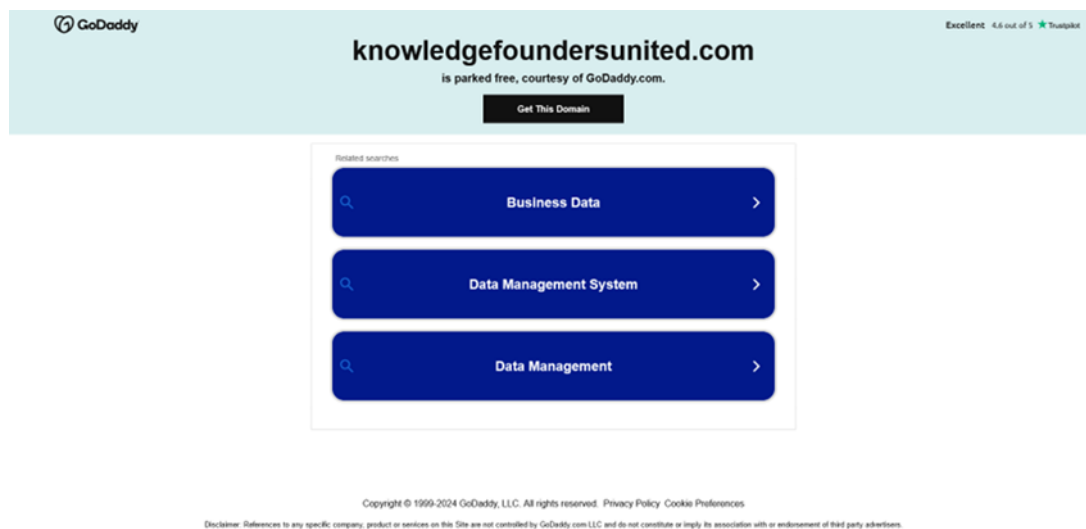 GoDaddy
Excellent 4.6 out of 5 Trustpilot
knowledgefoundersunited.com
is parked free, courtesy of GoDaddy.com.
Get This Domain
Related searches
Business Data
Data Management System
Data Management
Copyright © 1999-2024 GoDaddy, LLC. All rights reserved. Privacy Policy Cookie Preferences
Disclaimer: References to any specific company, product or services on this Site are not controlled by GoDaddy.com LLC and do not constitute or imply its association with or endorsement of third party advertisers.